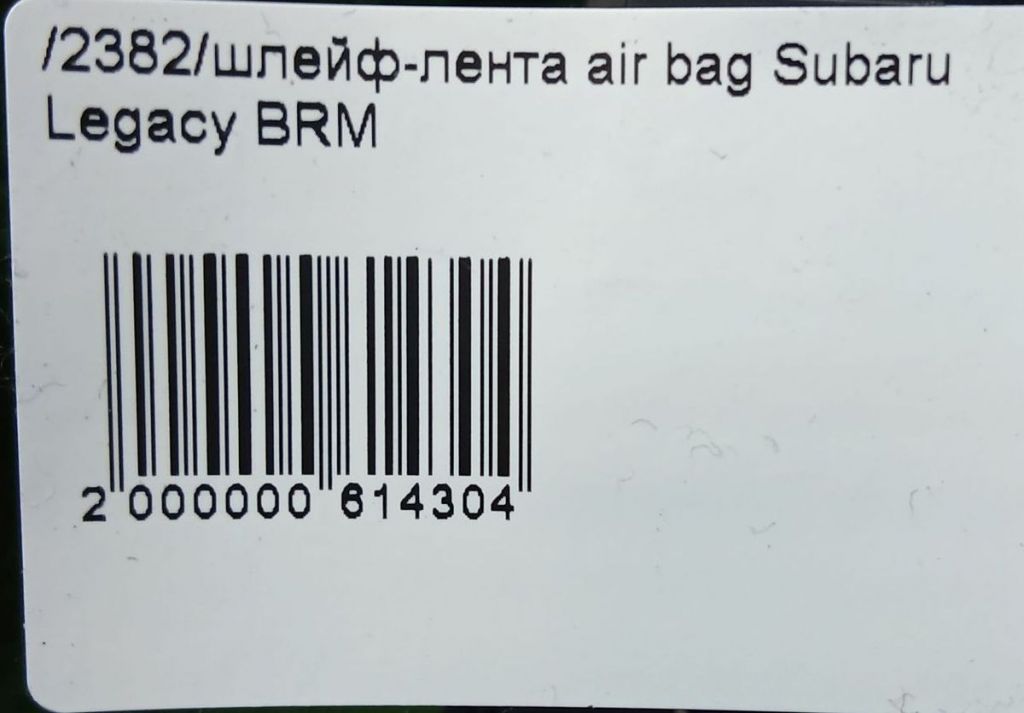 /2382/шлейф-лента air bag Subaru
Legacy BRM
2 000000 614304